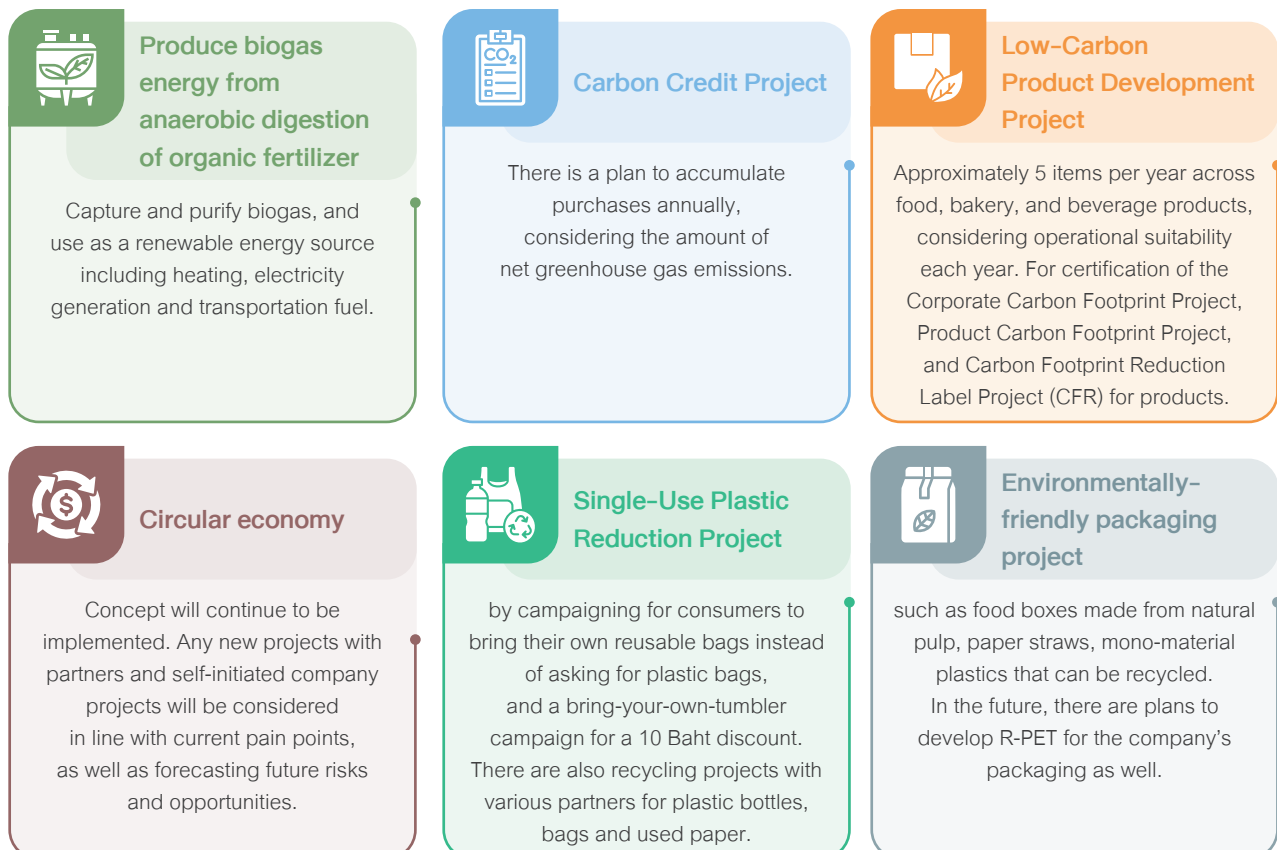 Produce biogas
energy from
anaerobic digestion
of organic fertilizer
Capture and purify biogas, and
use as a renewable energy source
including heating, electricity
generation and transportation fuel.
CO2
Carbon Credit Project
There is a plan to accumulate
purchases annually,
considering the amount of
net greenhouse gas emissions.
Low-Carbon
Product Development
Project
Approximately 5 items per year across
food, bakery, and beverage products,
considering operational suitability
each year. For certification of the
Corporate Carbon Footprint Project,
Product Carbon Footprint Project,
and Carbon Footprint Reduction
Label Project (CFR) for products.
$
Circular economy
Concept will continue to be
implemented. Any new projects with
partners and self-initiated company
projects will be considered
in line with current pain points,
as well as forecasting future risks
and opportunities.
Single-Use Plastic
Reduction Project
by campaigning for consumers to
bring their own reusable bags instead
of asking for plastic bags,
and a bring-your-own-tumbler
campaign for a 10 Baht discount.
There are also recycling projects with
various partners for plastic bottles,
bags and used paper.
Environmentally-
friendly packaging
project
such as food boxes made from natural
pulp, paper straws, mono-material
plastics that can be recycled.
In the future, there are plans to
develop R-PET for the company's
packaging as well.